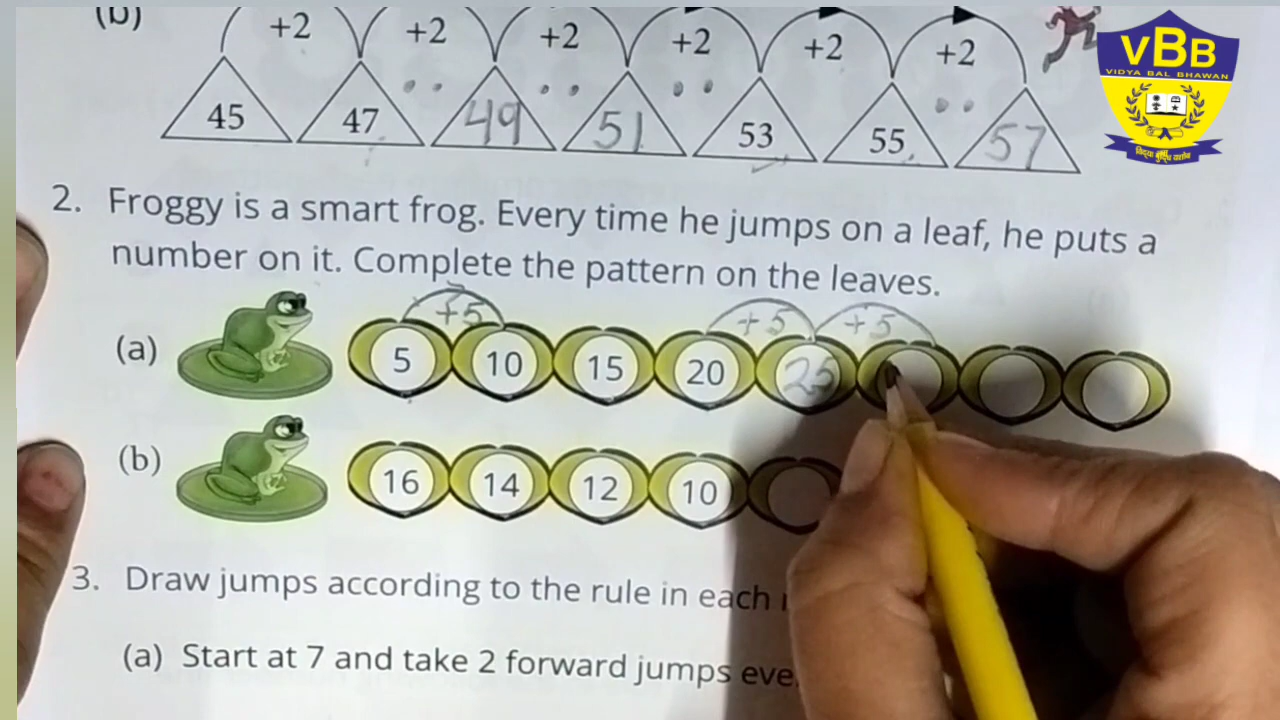 (b) +2 +2 +2 +2 +2 +2
VBB
VIDYA BAL BHAWAN
45 47 49 51 53 55 57
2. Froggy is a smart frog. Every time he jumps on a leaf, he puts a
number on it. Complete the pattern on the leaves.
+5 +5 +5
(a) 5 10 15 20 25
(b) 16 14 12 10
3. Draw jumps according to the rule in each
(a) Start at 7 and take 2 forward jumps eve